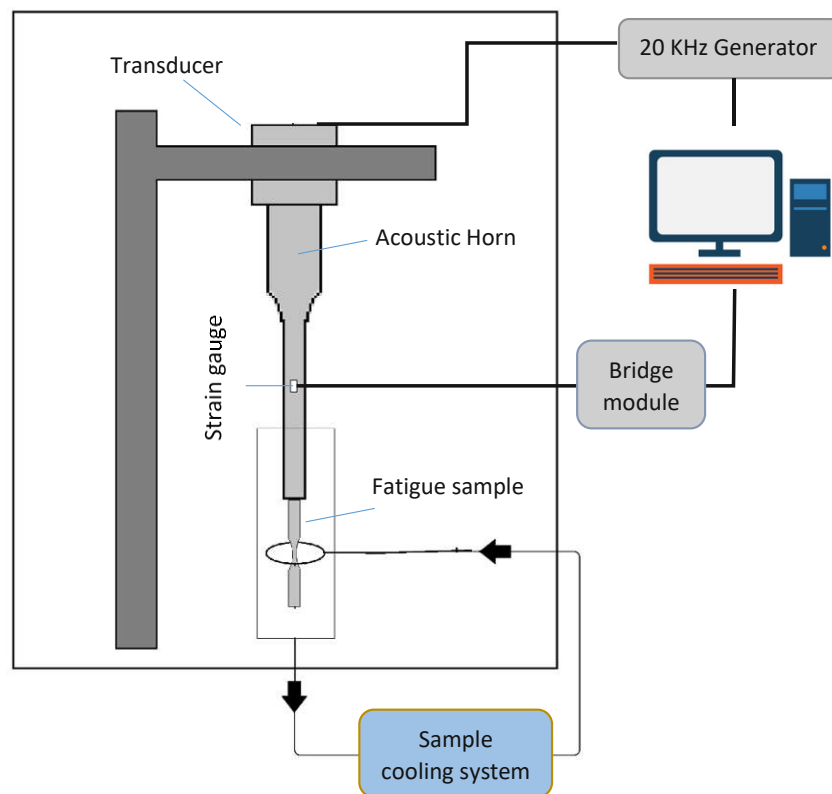 20 KHz Generator
Transducer
Acoustic Horn
Strain gauge
Bridge
module
Fatigue sample
Sample
cooling system